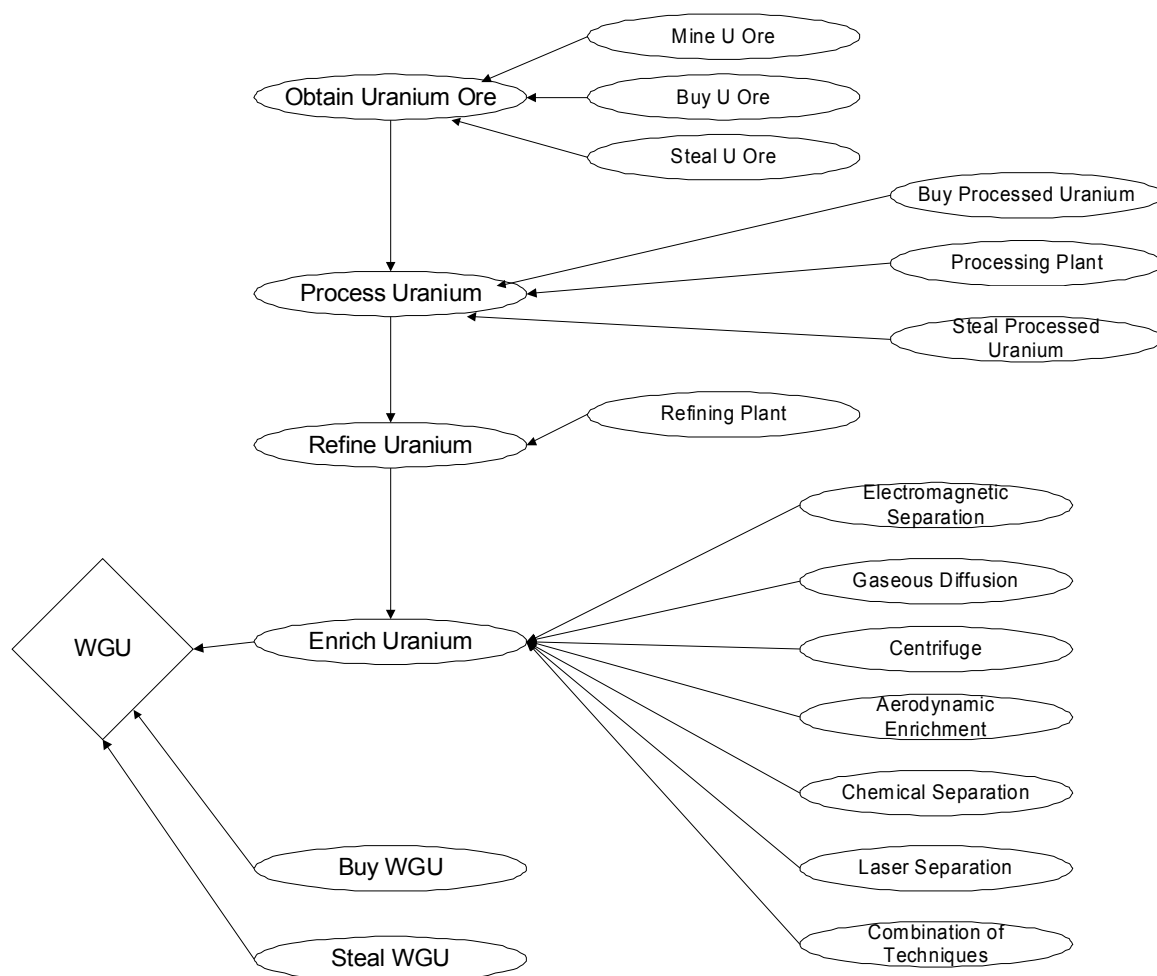 Mine U Ore
Obtain Uranium Ore
Buy U Ore
Steal U Ore
Buy Processed Uranium
Process Uranium
Processing Plant
Steal Processed
Uranium
Refine Uranium
Refining Plant
Electromagnetic
Separation
Gaseous Diffusion
WGU
Enrich Uranium
Centrifuge
Aerodynamic
Enrichment
Chemical Separation
Buy WGU
Laser Separation
Steal WGU
Combination of
Techniques